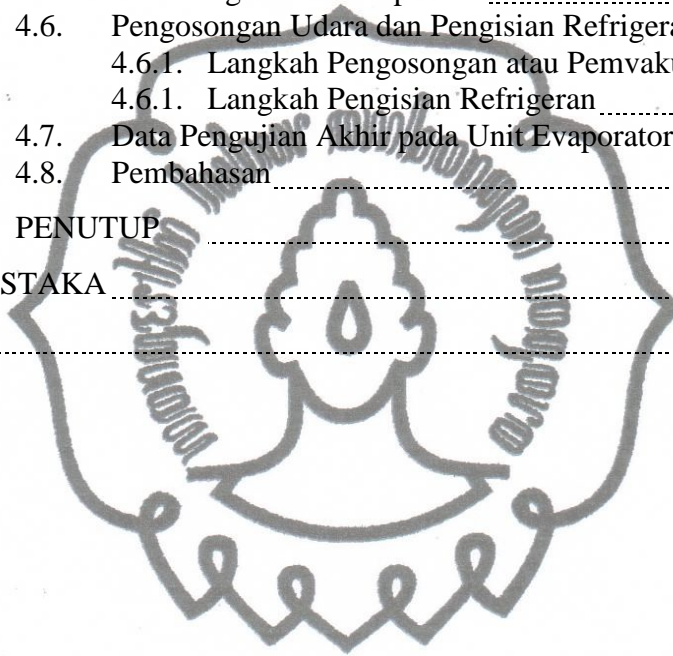 4.6. Pengosongan Udara dan Pengisian Refrigera
4.6.1. Langkah Pengosongan atau Pemvaku
4.6.1. Langkah Pengisian Refrigeran
4.7. Data Pengujian Akhir pada Unit Evaporator
4.8. Pembahasan
PENUTUP
STAKA